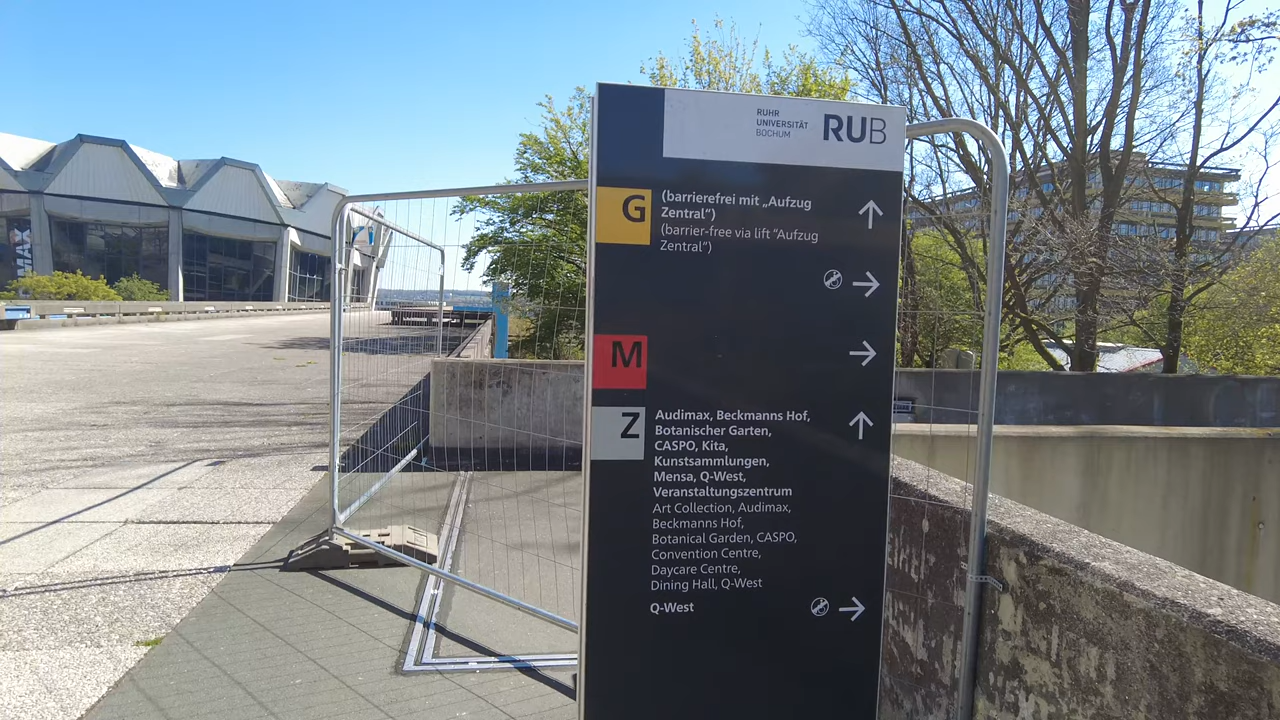 MAX
RUHR
UNIVERSITÄT
BOCHUM
RUB
G
(barrierefrei mit „Aufzug
Zentral“)
(barrier-free via lift “Aufzug
Zentral”)
M
Z
Audimax, Beckmanns Hof,
Botanischer Garten,
CASPO, Kita,
Kunstsammlungen,
Mensa, Q-West,
Veranstaltungszentrum
Art Collection, Audimax,
Beckmanns Hof,
Botanical Garden, CASPO,
Convention Centre,
Daycare Centre,
Dining Hall, Q-West
Q-West